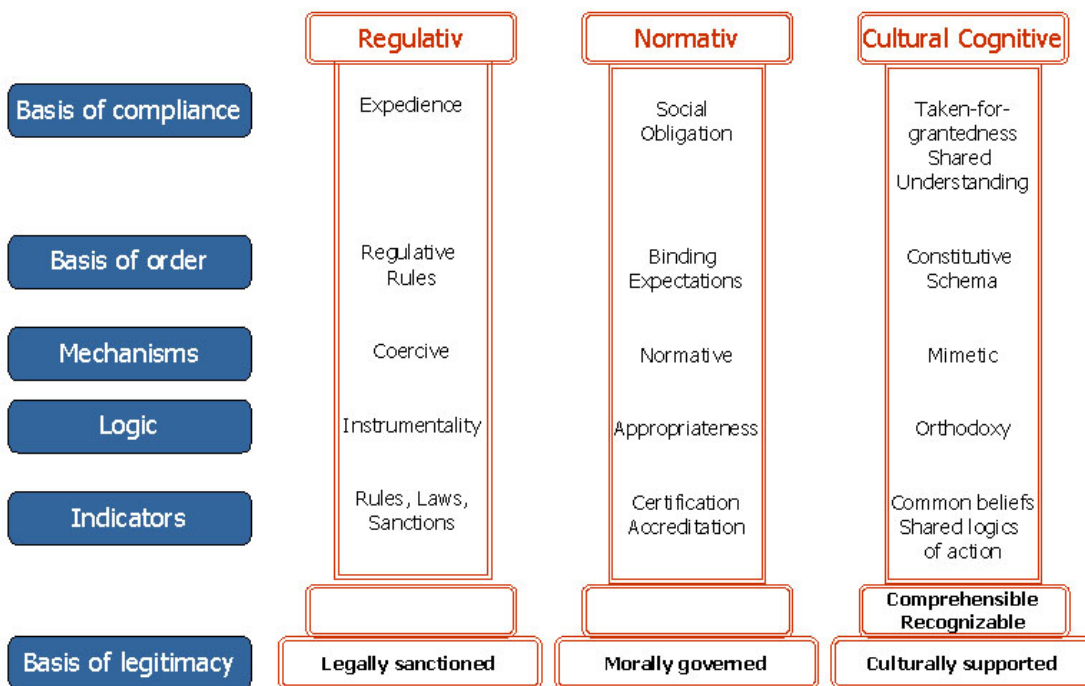 Regulativ
Normativ
Cultural Cognitive
Basis of compliance
Expedience
Social
Obligation
Taken-for-
grantedness
Shared
Understanding
Basis of order
Regulative
Rules
Binding
Expectations
Constitutive
Schema
Mechanisms
Coercive
Normative
Mimetic
Logic
Instrumentality
Appropriateness
Orthodoxy
Indicators
Rules, Laws,
Sanctions
Certification
Accreditation
Common beliefs
Shared logics
of action
Comprehensible
Recognizable
Basis of legitimacy
Legally sanctioned
Morally governed
Culturally supported